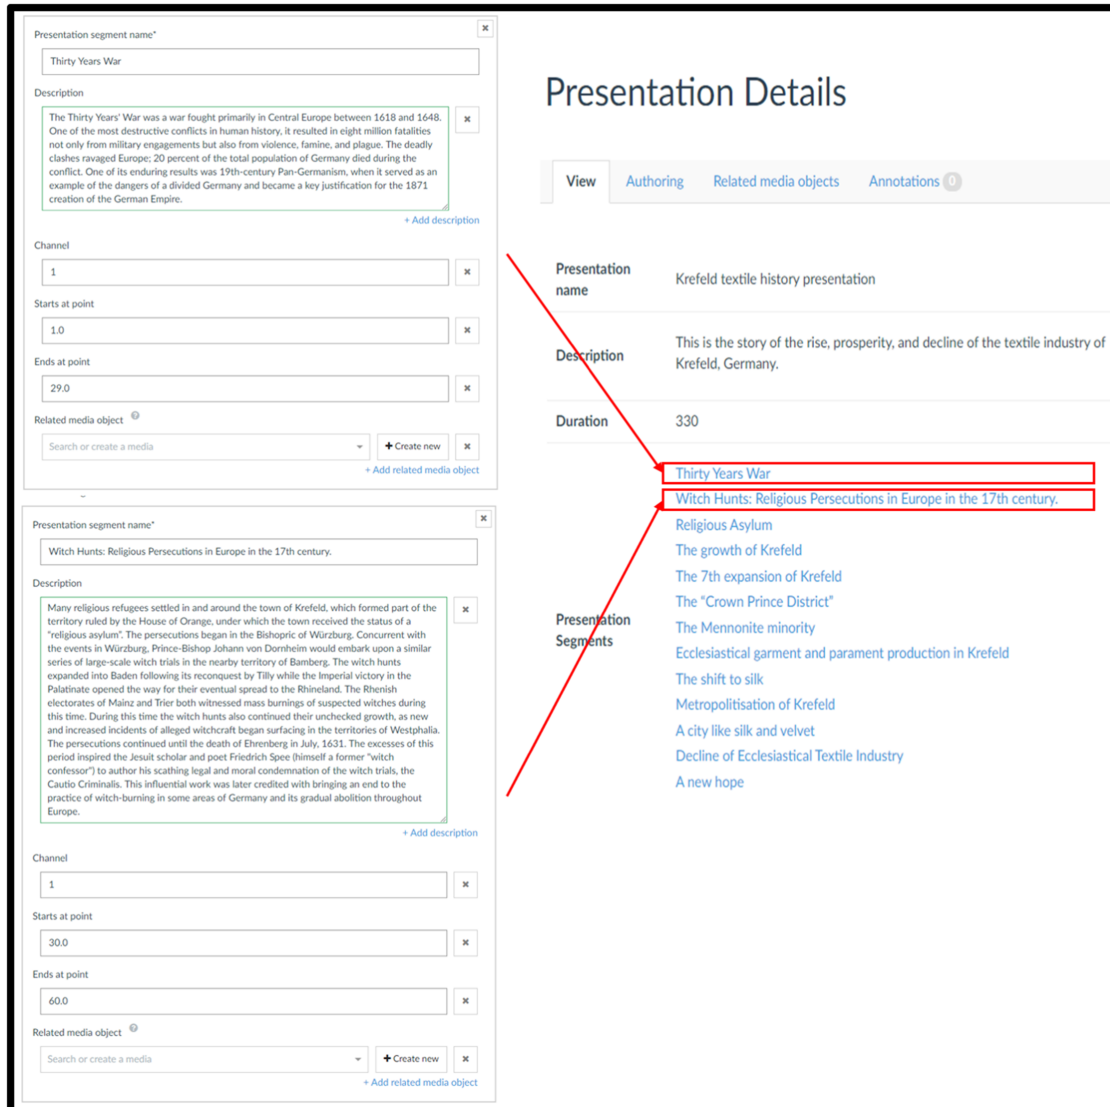 Presentation segment name*
Thirty Years War
Description
The Thirty Years' War was a war fought primarily in Central Europe between 1618 and 1648.
One of the most destructive conflicts in human history, it resulted in eight million fatalities
not only from military engagements but also from violence, famine, and plague. The deadly
clashes ravaged Europe; 20 percent of the total population of Germany died during the
conflict. One of its enduring results was 19th-century Pan-Germanism, when it served as an
example of the dangers of a divided Germany and became a key justification for the 1871
creation of the German Empire.
+ Add description
Channel
1
Starts at point
1.0
Ends at point
29.0
Related media object
Search or create a media
+ Create new
+ Add related media object
Presentation segment name*
Witch Hunts: Religious Persecutions in Europe in the 17th century.
Description
Many religious refugees settled in and around the town of Krefeld, which formed part of the
territory ruled by the House of Orange, under which the town received the status of a
"religious asylum". The persecutions began in the Bishopric of Würzburg. Concurrent with
the events in Würzburg, Prince-Bishop Johann von Dornheim would embark upon a similar
series of large-scale witch trials in the nearby territory of Bamberg. The witch hunts
expanded into Baden following its reconquest by Tilly while the Imperial victory in the
Palatinate opened the way for their eventual spread to the Rhineland. The Rhenish
electorates of Mainz and Trier both witnessed mass burnings of suspected witches during
this time. During this time the witch hunts also continued their unchecked growth, as new
and increased incidents of alleged witchcraft began surfacing in the territories of Westphalia.
The persecutions continued until the death of Ehrenberg in July, 1631. The excesses of this
period inspired the Jesuit scholar and poet Friedrich Spee (himself a former "witch
confessor") to author his scathing legal and moral condemnation of the witch trials, the
Cautio Criminalis. This influential work was later credited with bringing an end to the
practice of witch-burning in some areas of Germany and its gradual abolition throughout
Europe.
+ Add description
Channel
1
Starts at point
30.0
Ends at point
60.0
Related media object
Search or create a media
+ Create new
+ Add related media object
Presentation Details
View Authoring Related media objects Annotations 0
Presentation
name
Krefeld textile history presentation
Description
This is the story of the rise, prosperity, and decline of the textile industry of
Krefeld, Germany.
Duration 330
Presentation
Segments
Thirty Years War
Witch Hunts: Religious Persecutions in Europe in the 17th century.
Religious Asylum
The growth of Krefeld
The 7th expansion of Krefeld
The "Crown Prince District"
The Mennonite minority
Ecclesiastical garment and parament production in Krefeld
The shift to silk
Metropolitisation of Krefeld
A city like silk and velvet
Decline of Ecclesiastical Textile Industry
A new hope